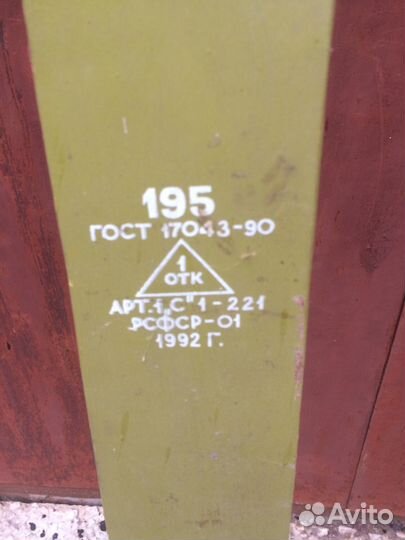 195
ГОСТ 17043-90
1
ОТК
АРТ.1.С"1-221
РСФСР-01
1992 Г.
Avito